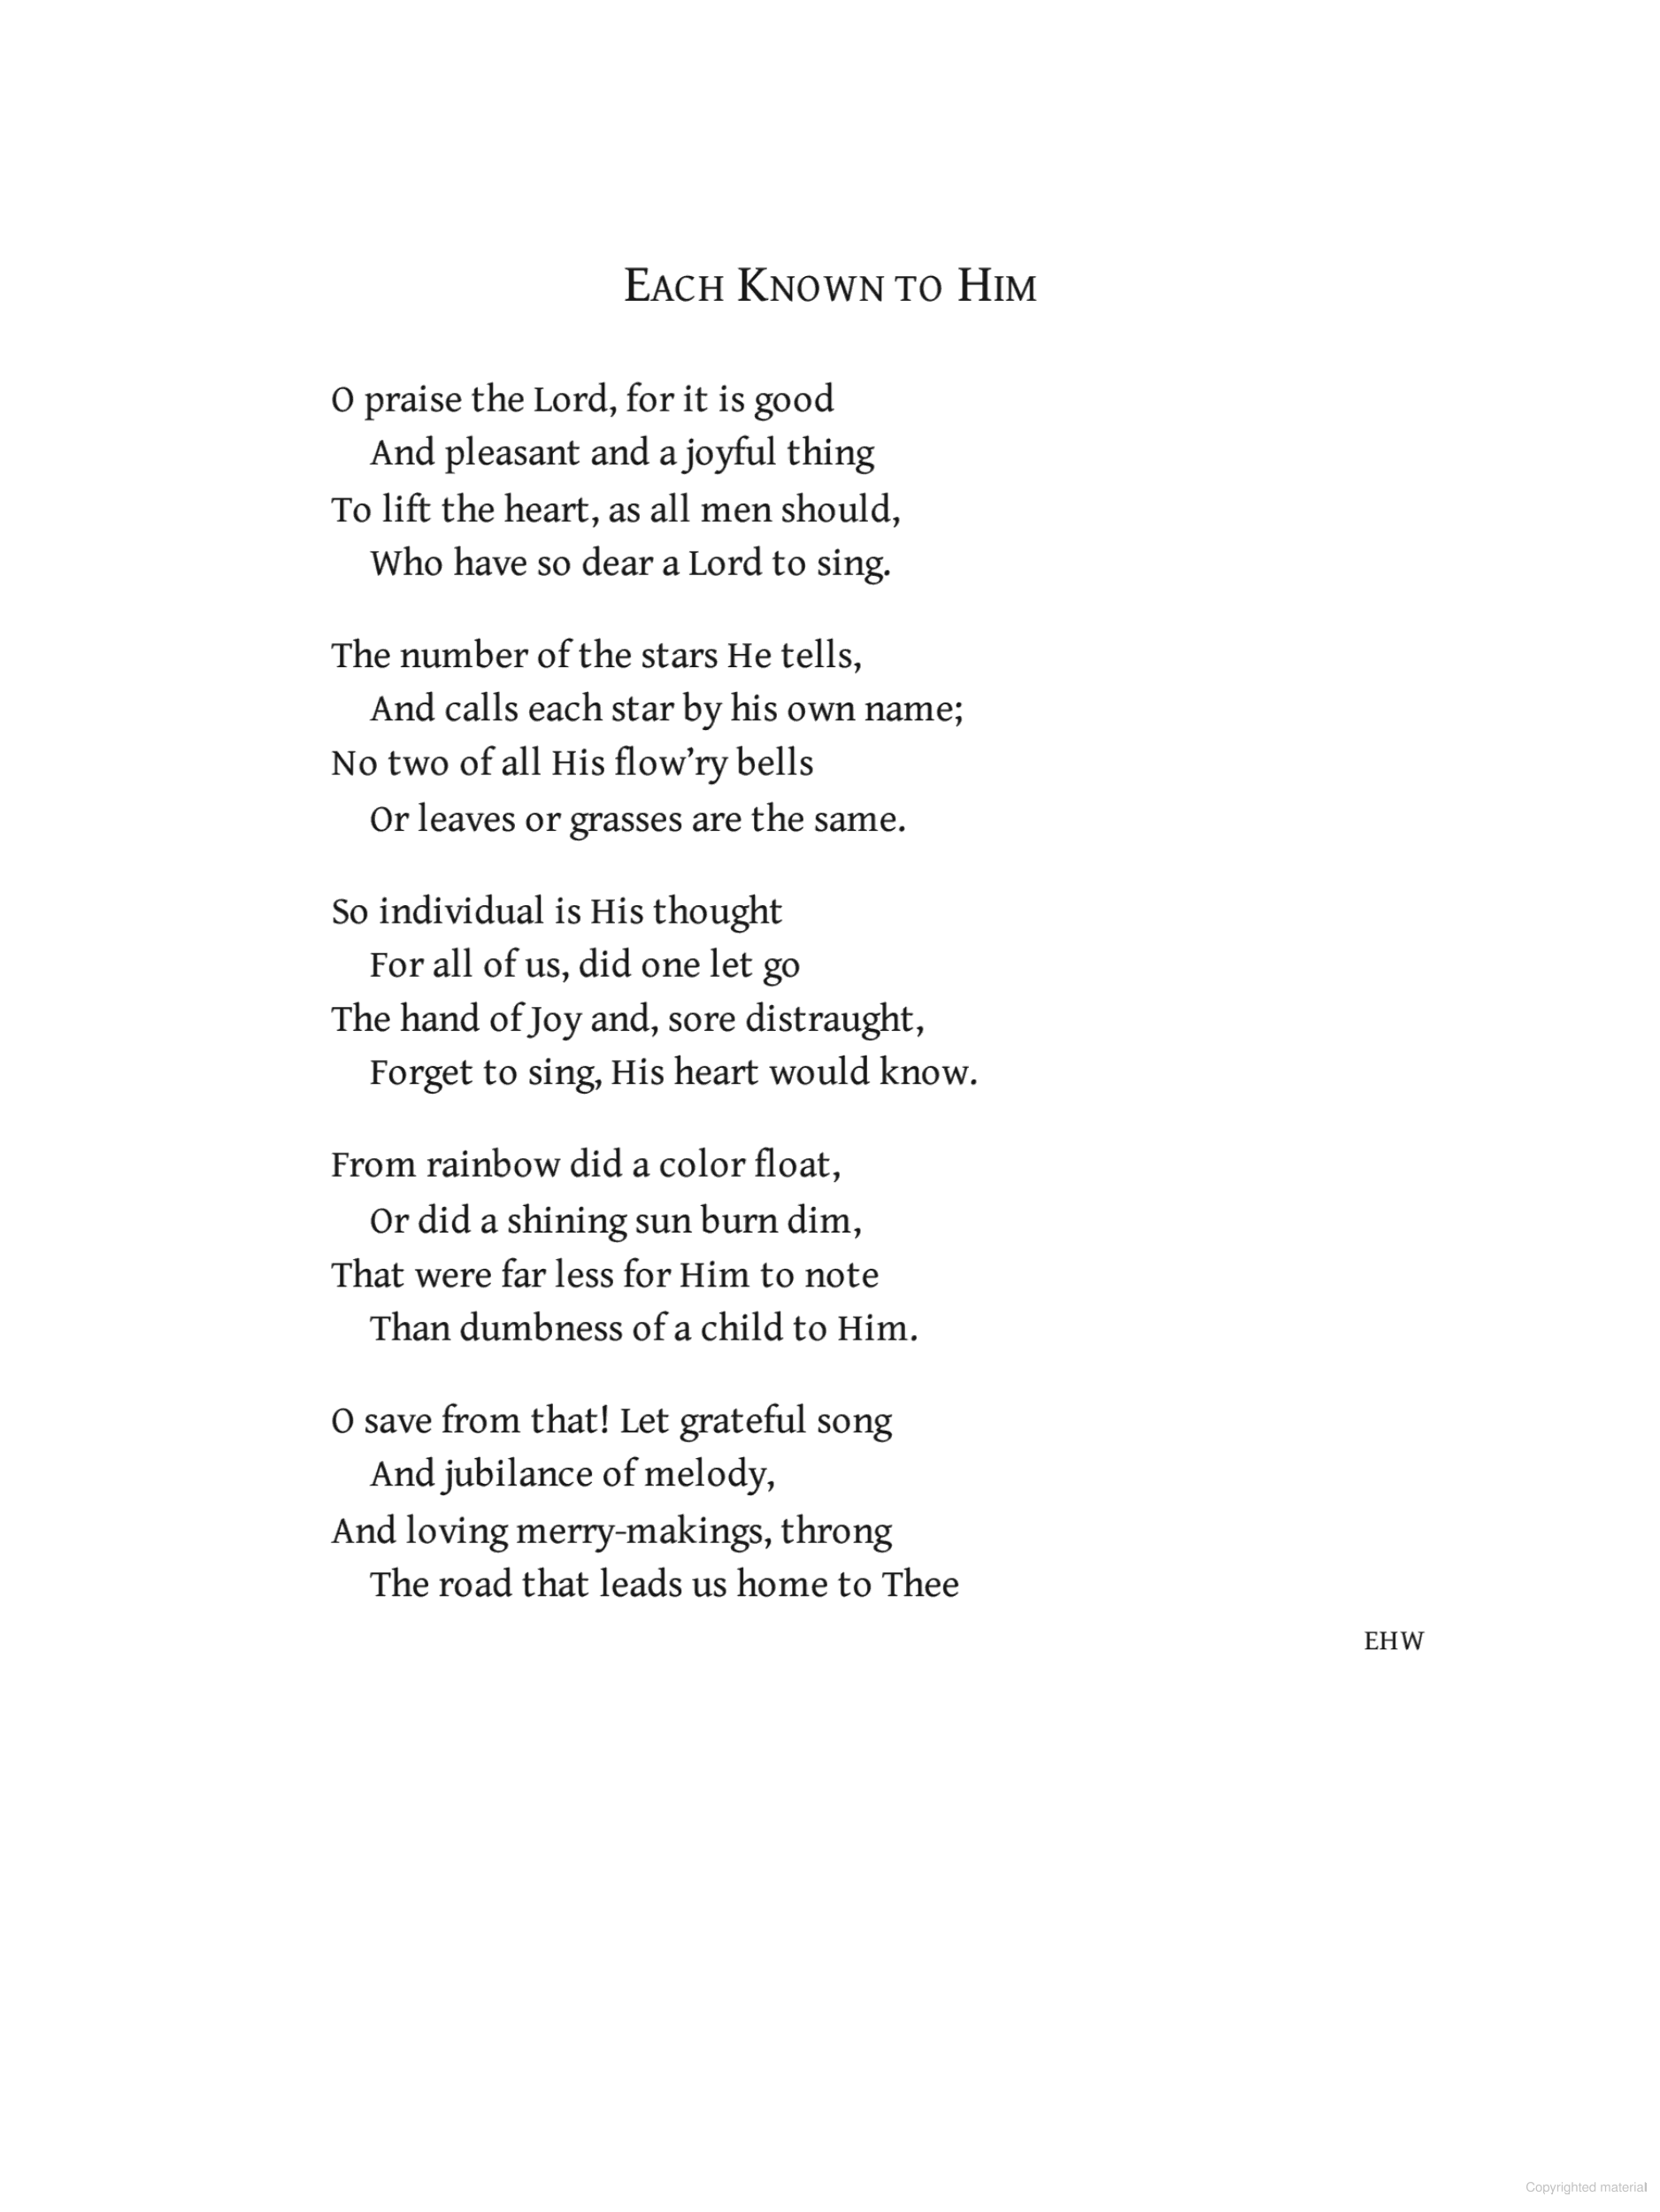 Each Known to Him
O praise the Lord, for it is good
And pleasant and a joyful thing
To lift the heart, as all men should,
Who have so dear a Lord to sing.
The number of the stars He tells,
And calls each star by his own name;
No two of all His flow’ry bells
Or leaves or grasses are the same.
So individual is His thought
For all of us, did one let go
The hand of Joy and, sore distraught,
Forget to sing, His heart would know.
From rainbow did a color float,
Or did a shining sun burn dim,
That were far less for Him to note
Than dumbness of a child to Him.
O save from that! Let grateful song
And jubilance of melody,
And loving merry-makings, throng
The road that leads us home to Thee
EHW
Copyrighted material